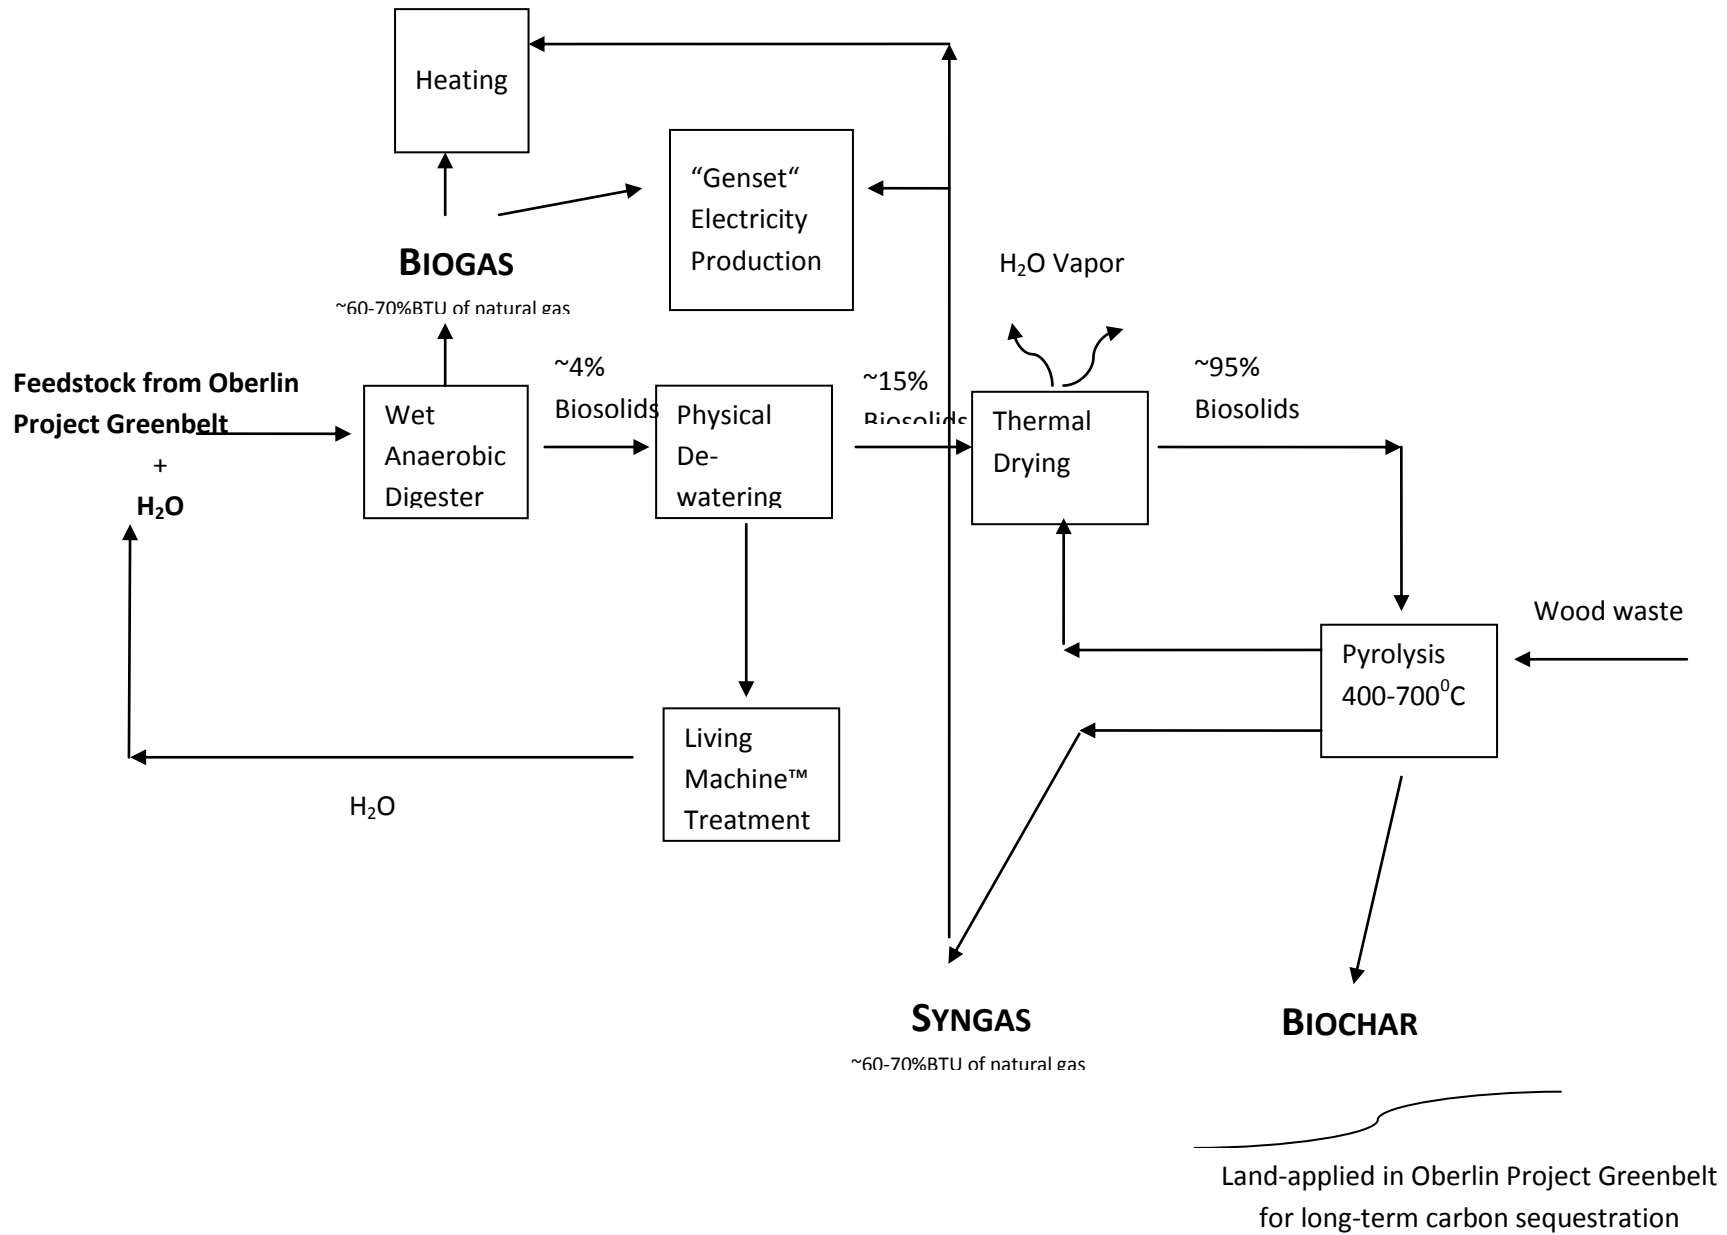 Heating
“Genset“
Electricity
Production
BIOGAS
~60-70%BTU of natural gas
H₂O Vapor
Feedstock from Oberlin
Project Greenbelt
+
H₂O
Wet
Anaerobic
Digester
~4%
Biosolids
Physical
De-
watering
~15%
Biosolids
Thermal
Drying
~95%
Biosolids
Wood waste
Pyrolysis
400-700⁰C
Living
Machine™
Treatment
H₂O
SYNGAS
~60-70%BTU of natural gas
BIOCHAR
Land-applied in Oberlin Project Greenbelt
for long-term carbon sequestration